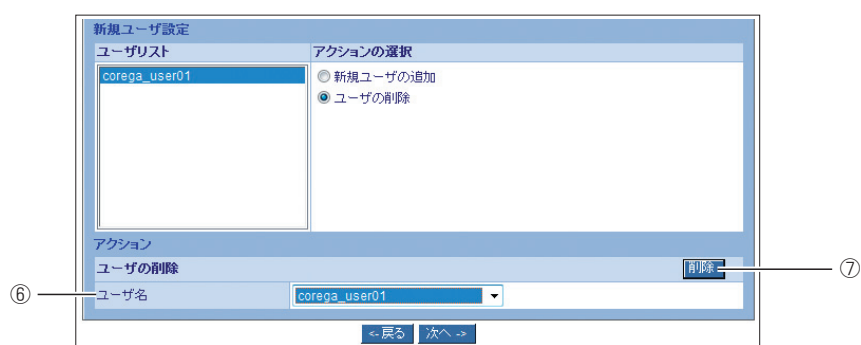 新規ユーザ設定
ユーザリスト アクションの選択
corega_user01 新規ユーザの追加
ユーザの削除
アクション
ユーザの削除 削除 ⑦
⑥ ユーザ名 corega_user01
<-戻る 次へ->